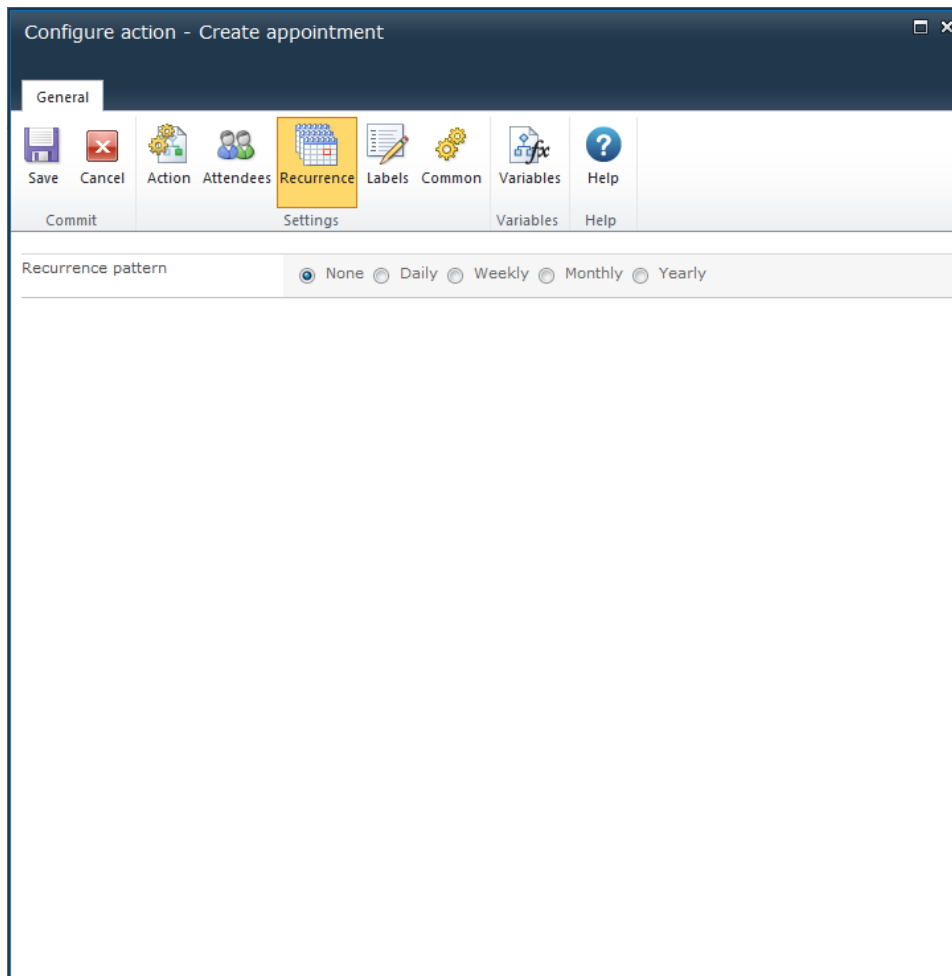 Configure action - Create appointment
General
Save Cancel Action Attendees Recurrence Labels Common Variables Help
Commit Settings Variables Help
Recurrence pattern None Daily Weekly Monthly Yearly